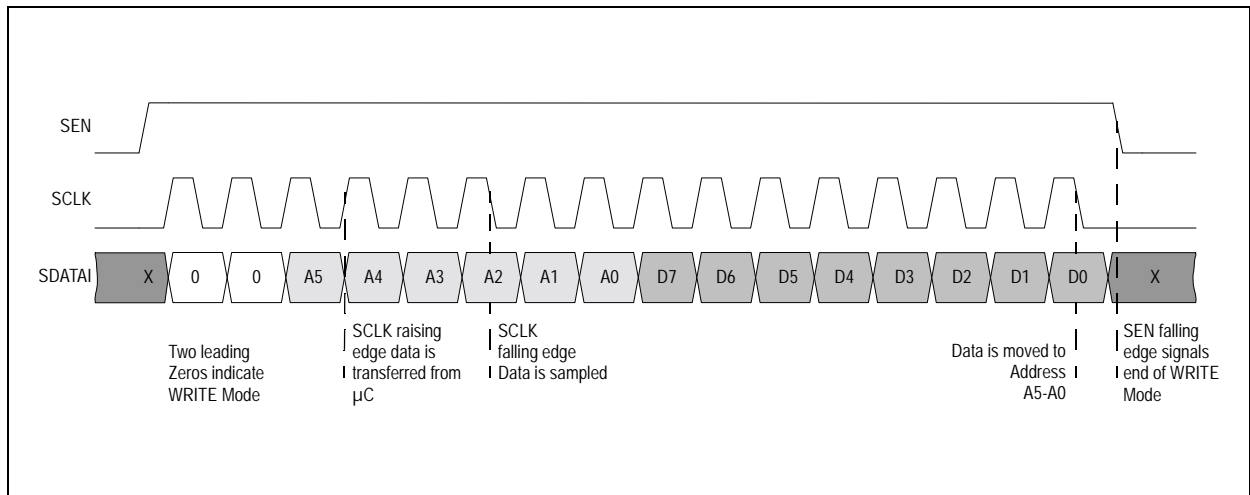 SEN
SCLK
SDATAI X 0 0 A5 A4 A3 A2 A1 A0 D7 D6 D5 D4 D3 D2 D1 D0 X
Two leading
Zeros indicate
WRITE Mode
SCLK raising
edge data is
transferred from
µC
SCLK
falling edge
Data is sampled
Data is moved to
Address
A5-A0
SEN falling
edge signals
end of WRITE
Mode